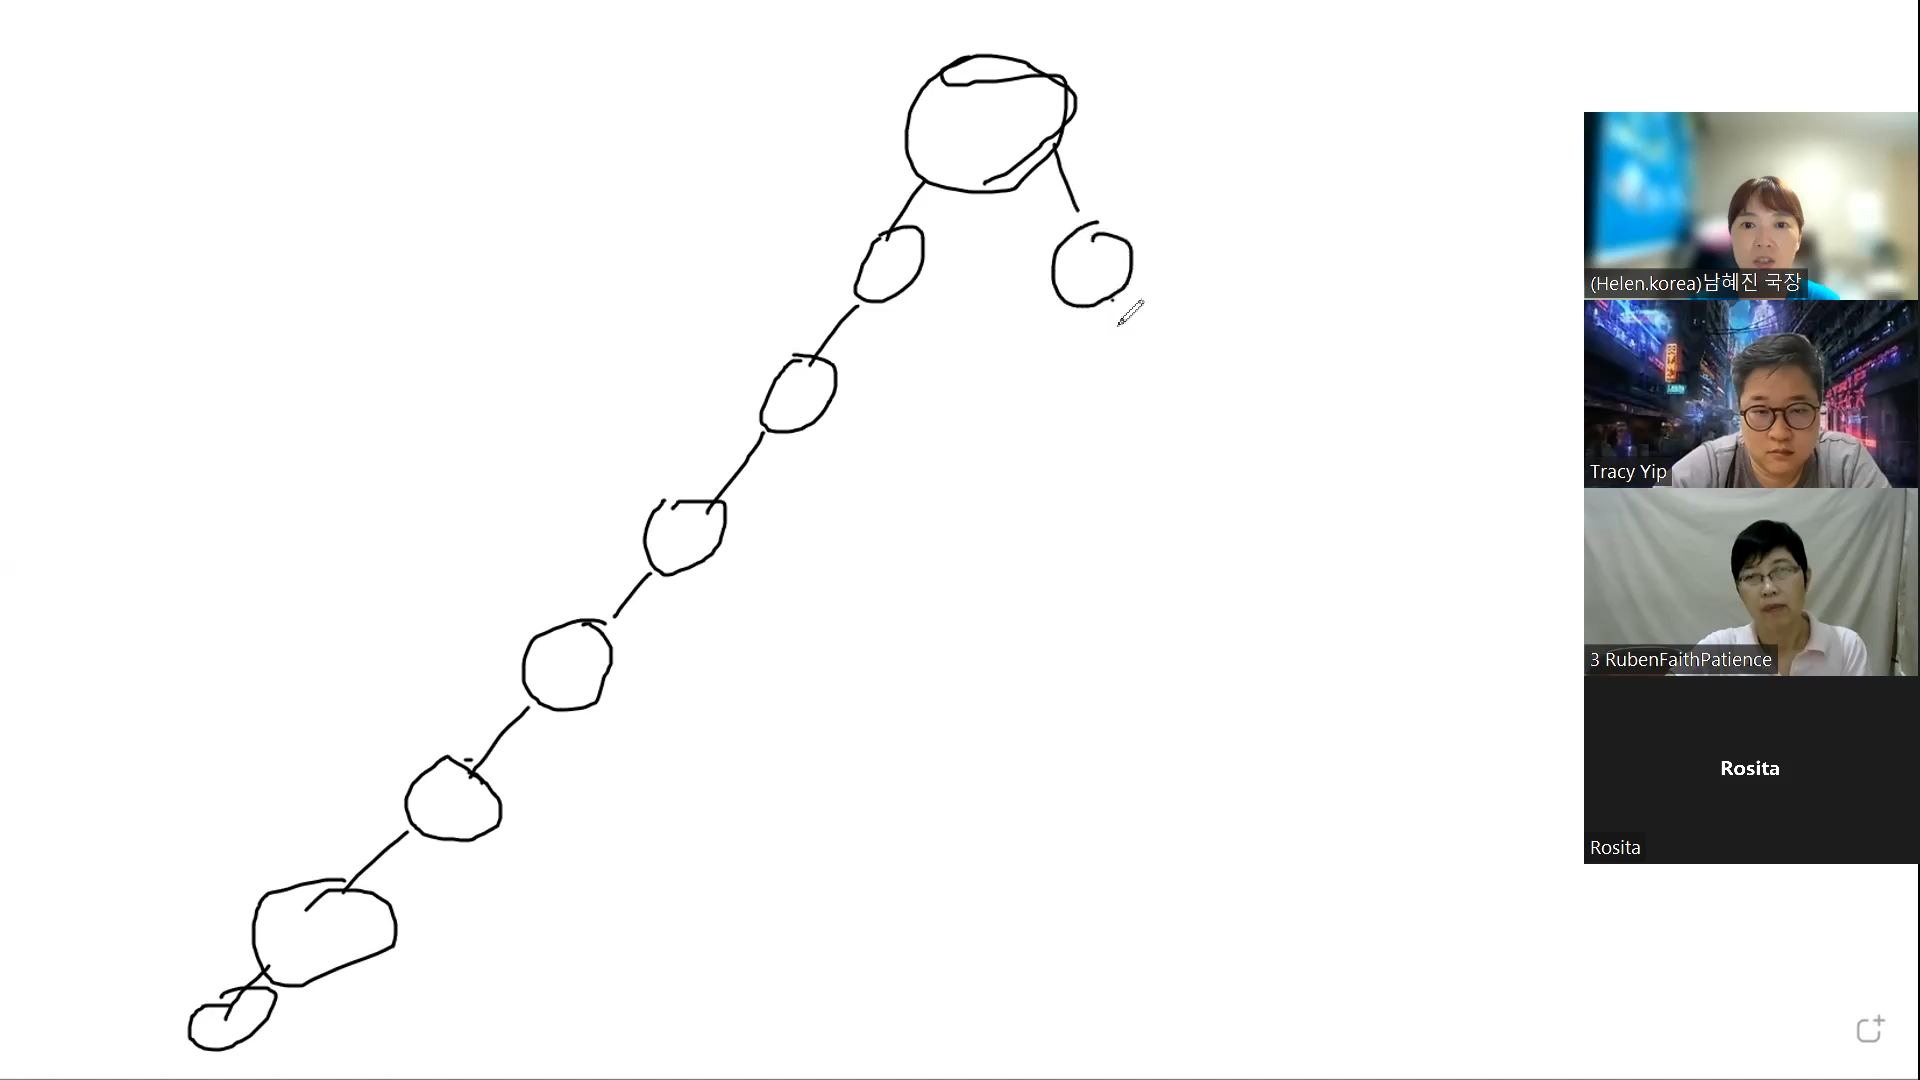 (Helen.korea)남혜진 국장
Tracy Yip
3 RubenFaithPatience
Rosita
Rosita